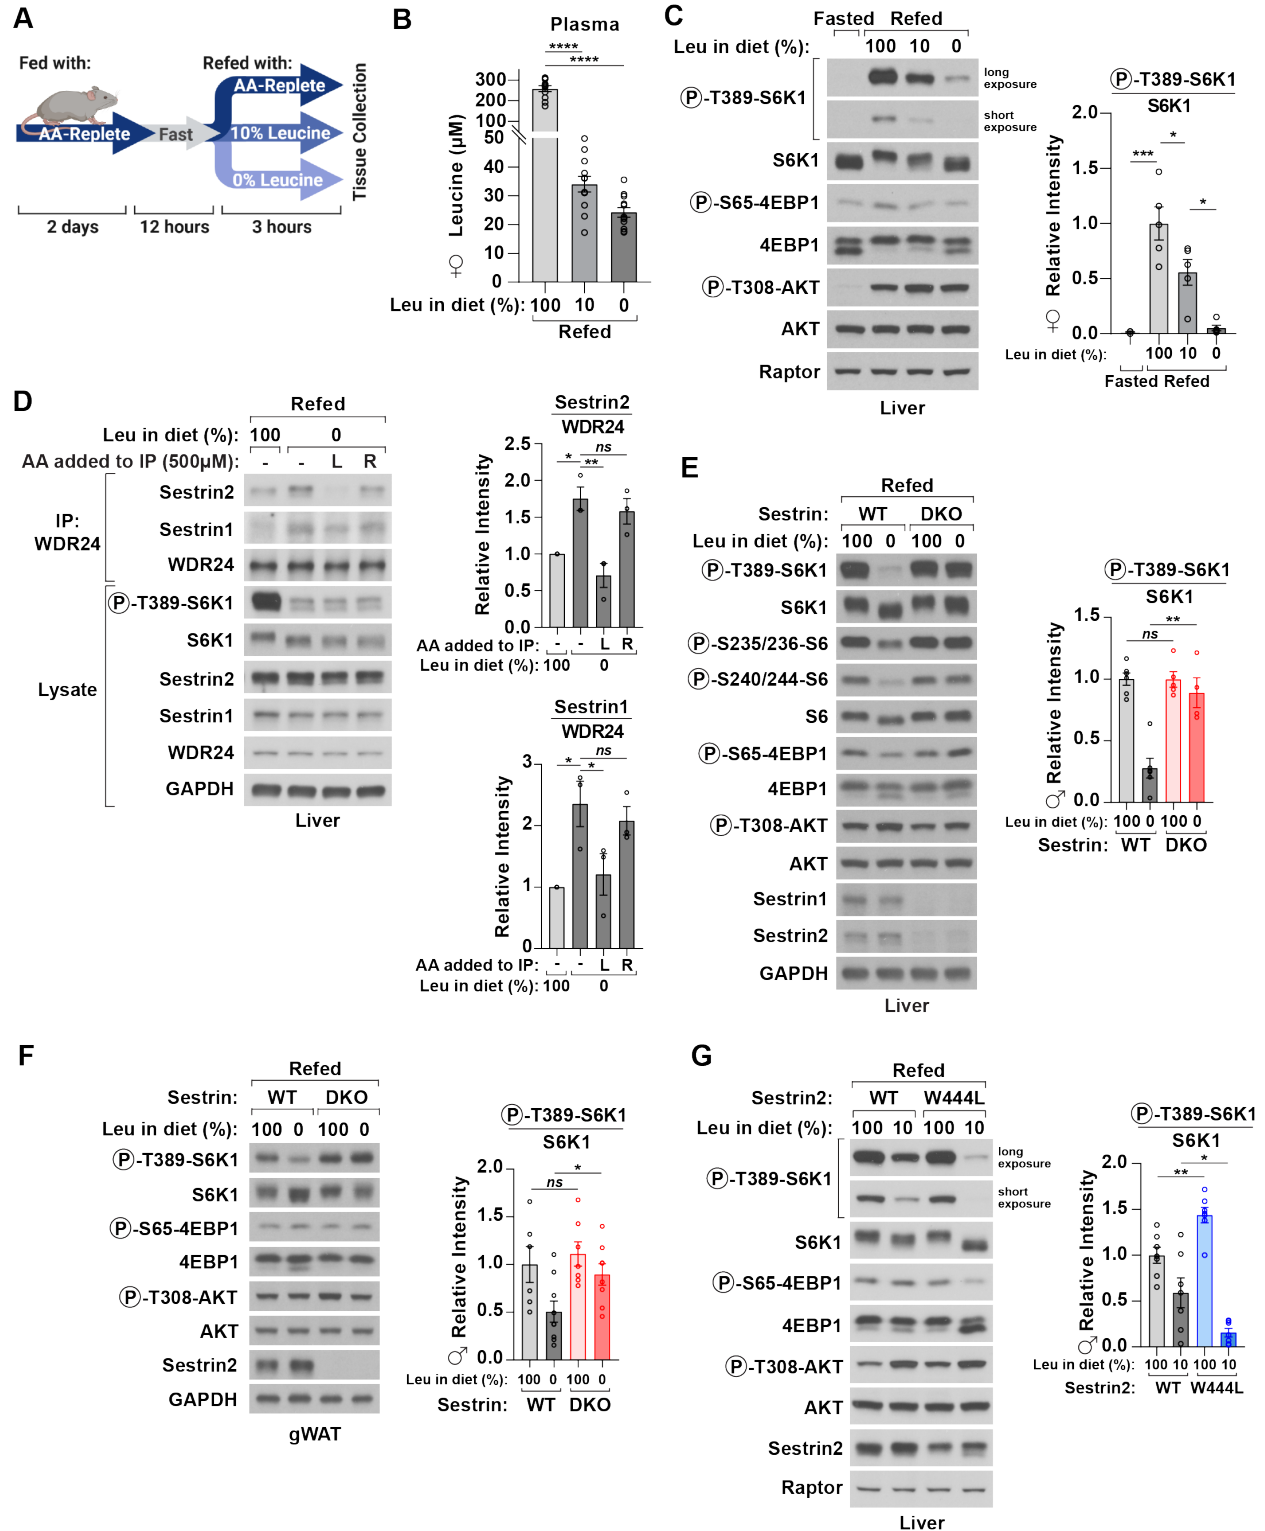 A
Fed with:
Refed with:
AA-Replete
AA-Replete
Fast
10% Leucine
0% Leucine
Tissue Collection
2 days
12 hours
3 hours
B
Plasma
****
****
♀ Leucine (µM)
300
200
100
50
40
30
20
10
0
Leu in diet (%): 100 10 0
Refed
C
Fasted Refed
Leu in diet (%): 100 10 0
Ⓟ-T389-S6K1
long exposure
short exposure
S6K1
Ⓟ-S65-4EBP1
4EBP1
Ⓟ-T308-AKT
AKT
Raptor
Liver
Ⓟ-T389-S6K1
S6K1
♀ Relative Intensity
2.0
1.5
1.0
0.5
0.0
***
*
*
Leu in diet (%): 100 10 0
Fasted Refed
D
Refed
Leu in diet (%): 100 0
AA added to IP (500µM): - - L R
IP:
WDR24
Sestrin2
Sestrin1
WDR24
Lysate
Ⓟ-T389-S6K1
S6K1
Sestrin2
Sestrin1
WDR24
GAPDH
Liver
Sestrin2
WDR24
Relative Intensity
2.5
2.0
1.5
1.0
0.5
0.0
ns
* **
AA added to IP: - - L R
Leu in diet (%): 100 0
Sestrin1
WDR24
Relative Intensity
3
2
1
0
ns
* *
AA added to IP: - - L R
Leu in diet (%): 100 0
E
Refed
Sestrin: WT DKO
Leu in diet (%): 100 0 100 0
Ⓟ-T389-S6K1
S6K1
Ⓟ-S235/236-S6
Ⓟ-S240/244-S6
S6
Ⓟ-S65-4EBP1
4EBP1
Ⓟ-T308-AKT
AKT
Sestrin1
Sestrin2
GAPDH
Liver
Ⓟ-T389-S6K1
S6K1
♂ Relative Intensity
1.5
1.0
0.5
0.0
**
ns
Leu in diet (%): 100 0 100 0
Sestrin: WT DKO
F
Refed
Sestrin: WT DKO
Leu in diet (%): 100 0 100 0
Ⓟ-T389-S6K1
S6K1
Ⓟ-S65-4EBP1
4EBP1
Ⓟ-T308-AKT
AKT
Sestrin2
GAPDH
gWAT
Ⓟ-T389-S6K1
S6K1
♂ Relative Intensity
2.0
1.5
1.0
0.5
0.0
*
ns
Leu in diet (%): 100 0 100 0
Sestrin: WT DKO
G
Refed
Sestrin2: WT W444L
Leu in diet (%): 100 10 100 10
Ⓟ-T389-S6K1
long exposure
short exposure
S6K1
Ⓟ-S65-4EBP1
4EBP1
Ⓟ-T308-AKT
AKT
Sestrin2
Raptor
Liver
Ⓟ-T389-S6K1
S6K1
♂ Relative Intensity
2.0
1.5
1.0
0.5
0.0
*
**
Leu in diet (%): 100 10 100 10
Sestrin2: WT W444L